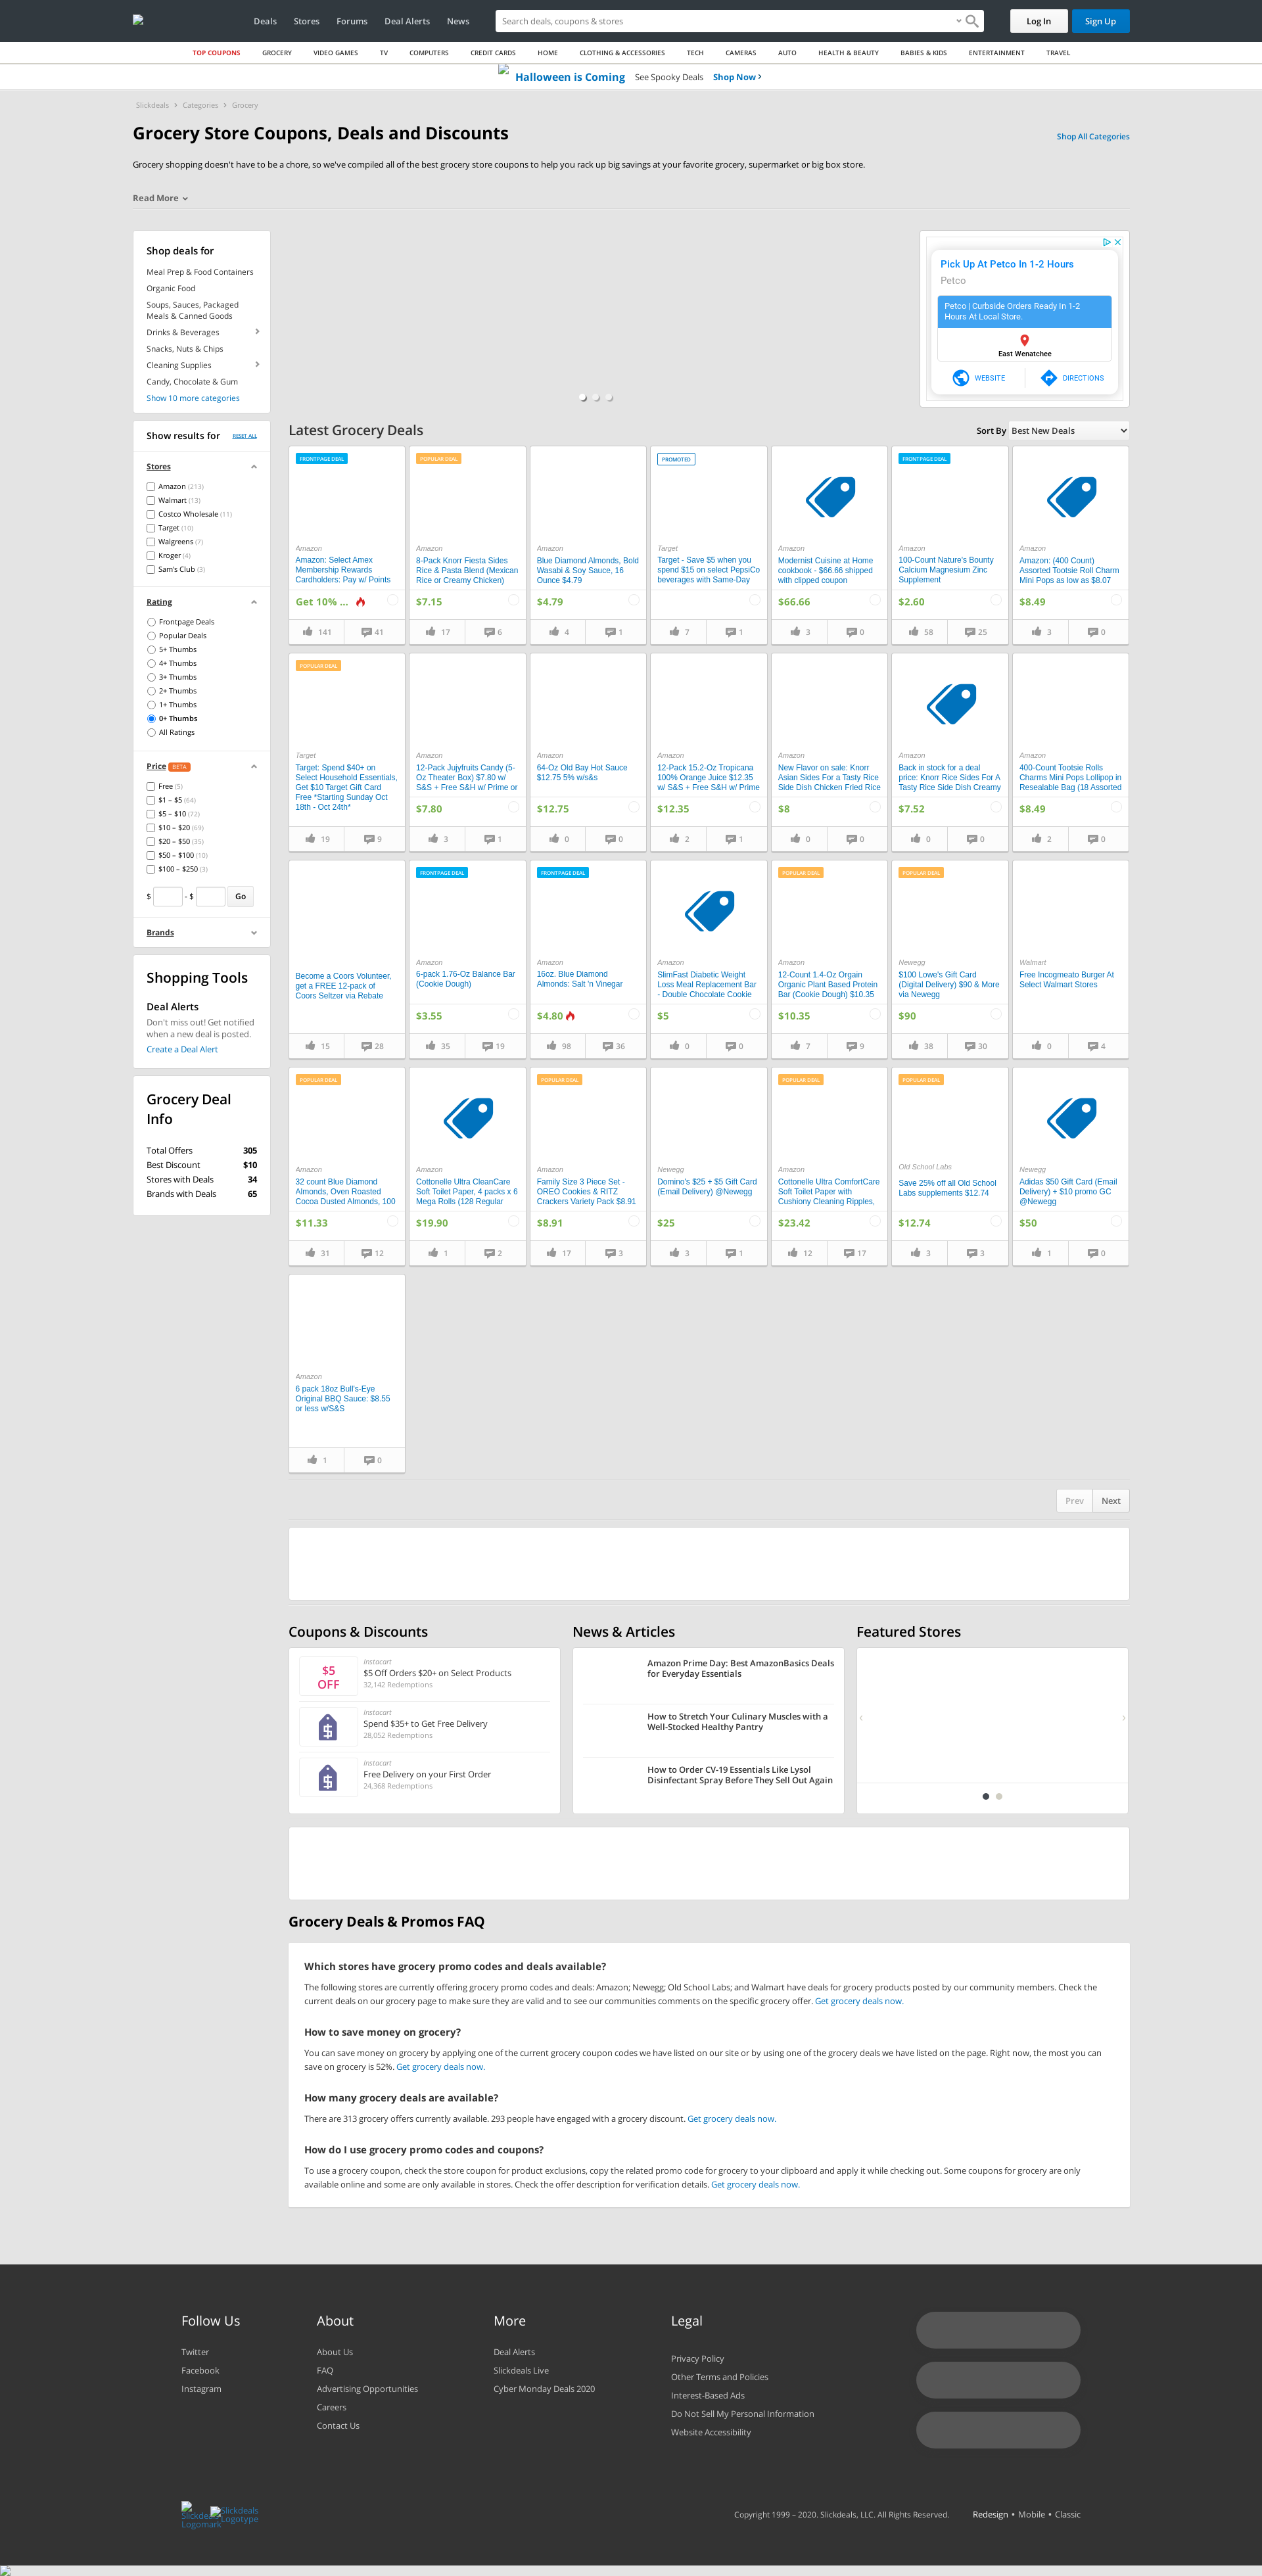 Deals Stores Forums Deal Alerts News
Search deals, coupons & stores
Log In
Sign Up
TOP COUPONS GROCERY VIDEO GAMES TV COMPUTERS CREDIT CARDS HOME CLOTHING & ACCESSORIES TECH CAMERAS AUTO HEALTH & BEAUTY BABIES & KIDS ENTERTAINMENT TRAVEL
Halloween is Coming See Spooky Deals Shop Now
Slickdeals > Categories > Grocery
Grocery Store Coupons, Deals and Discounts
Shop All Categories
Grocery shopping doesn't have to be a chore, so we've compiled all of the best grocery store coupons to help you rack up big savings at your favorite grocery, supermarket or big box store.
Read More
Shop deals for
Meal Prep & Food Containers
Organic Food
Soups, Sauces, Packaged
Meals & Canned Goods
Drinks & Beverages
Snacks, Nuts & Chips
Cleaning Supplies
Candy, Chocolate & Gum
Show 10 more categories
Show results for
RESET ALL
Stores
Amazon (213)
Walmart (13)
Costco Wholesale (11)
Target (10)
Walgreens (7)
Kroger (4)
Sam's Club (3)
Rating
Frontpage Deals
Popular Deals
5+ Thumbs
4+ Thumbs
3+ Thumbs
2+ Thumbs
1+ Thumbs
0+ Thumbs
All Ratings
Price BETA
Free (5)
$1 – $5 (64)
$5 – $10 (72)
$10 – $20 (69)
$20 – $50 (35)
$50 – $100 (10)
$100 – $250 (3)
$ - $ Go
Brands
Shopping Tools
Deal Alerts
Don't miss out! Get notified
when a new deal is posted.
Create a Deal Alert
Grocery Deal
Info
Total Offers 305
Best Discount $10
Stores with Deals 34
Brands with Deals 65
Pick Up At Petco In 1-2 Hours
Petco
Petco | Curbside Orders Ready In 1-2
Hours At Local Store.
East Wenatchee
WEBSITE
DIRECTIONS
Latest Grocery Deals
Sort By Best New Deals
FRONTPAGE DEAL
Amazon
Amazon: Select Amex
Membership Rewards
Cardholders: Pay w/ Points
Get 10% ...
141 41
POPULAR DEAL
Amazon
8-Pack Knorr Fiesta Sides
Rice & Pasta Blend (Mexican
Rice or Creamy Chicken)
$7.15
17 6
Amazon
Blue Diamond Almonds, Bold
Wasabi & Soy Sauce, 16
Ounce $4.79
$4.79
4 1
PROMOTED
Target
Target - Save $5 when you
spend $15 on select PepsiCo
beverages with Same-Day
7 1
Amazon
Modernist Cuisine at Home
cookbook - $66.66 shipped
with clipped coupon
$66.66
3 0
FRONTPAGE DEAL
Amazon
100-Count Nature's Bounty
Calcium Magnesium Zinc
Supplement
$2.60
58 25
Amazon
Amazon: (400 Count)
Assorted Tootsie Roll Charm
Mini Pops as low as $8.07
$8.49
3 0
POPULAR DEAL
Target
Target: Spend $40+ on
Select Household Essentials,
Get $10 Target Gift Card
Free *Starting Sunday Oct
18th - Oct 24th*
19 9
Amazon
12-Pack Jujyfruits Candy (5-
Oz Theater Box) $7.80 w/
S&S + Free S&H w/ Prime or
$7.80
3 1
Amazon
64-Oz Old Bay Hot Sauce
$12.75 5% w/s&s
$12.75
0 0
Amazon
12-Pack 15.2-Oz Tropicana
100% Orange Juice $12.35
w/ S&S + Free S&H w/ Prime
$12.35
2 1
Amazon
New Flavor on sale: Knorr
Asian Sides For a Tasty Rice
Side Dish Chicken Fried Rice
$8
0 0
Amazon
Back in stock for a deal
price: Knorr Rice Sides For A
Tasty Rice Side Dish Creamy
$7.52
0 0
Amazon
400-Count Tootsie Rolls
Charms Mini Pops Lollipop in
Resealable Bag (18 Assorted
$8.49
2 0
Become a Coors Volunteer,
get a FREE 12-pack of
Coors Seltzer via Rebate
15 28
FRONTPAGE DEAL
Amazon
6-pack 1.76-Oz Balance Bar
(Cookie Dough)
$3.55
35 19
FRONTPAGE DEAL
Amazon
16oz. Blue Diamond
Almonds: Salt 'n Vinegar
$4.80
98 36
Amazon
SlimFast Diabetic Weight
Loss Meal Replacement Bar
- Double Chocolate Cookie
$5
0 0
POPULAR DEAL
Amazon
12-Count 1.4-Oz Orgain
Organic Plant Based Protein
Bar (Cookie Dough) $10.35
$10.35
7 9
POPULAR DEAL
Newegg
$100 Lowe's Gift Card
(Digital Delivery) $90 & More
via Newegg
$90
38 30
Walmart
Free Incogmeato Burger At
Select Walmart Stores
0 4
POPULAR DEAL
Amazon
32 count Blue Diamond
Almonds, Oven Roasted
Cocoa Dusted Almonds, 100
$11.33
31 12
Amazon
Cottonelle Ultra CleanCare
Soft Toilet Paper, 4 packs x 6
Mega Rolls (128 Regular
$19.90
1 2
POPULAR DEAL
Amazon
Family Size 3 Piece Set -
OREO Cookies & RITZ
Crackers Variety Pack $8.91
$8.91
17 3
Newegg
Domino's $25 + $5 Gift Card
(Email Delivery) @Newegg
$25
3 1
POPULAR DEAL
Amazon
Cottonelle Ultra ComfortCare
Soft Toilet Paper with
Cushiony Cleaning Ripples,
$23.42
12 17
POPULAR DEAL
Old School Labs
Save 25% off all Old School
Labs supplements $12.74
$12.74
3 3
Newegg
Adidas $50 Gift Card (Email
Delivery) + $10 promo GC
@Newegg
$50
1 0
Amazon
6 pack 18oz Bull's-Eye
Original BBQ Sauce: $8.55
or less w/S&S
1 0
Prev Next
Coupons & Discounts
$5
OFF
Instacart
$5 Off Orders $20+ on Select Products
32,142 Redemptions
Instacart
Spend $35+ to Get Free Delivery
28,052 Redemptions
Instacart
Free Delivery on your First Order
24,368 Redemptions
News & Articles
Amazon Prime Day: Best AmazonBasics Deals
for Everyday Essentials
How to Stretch Your Culinary Muscles with a
Well-Stocked Healthy Pantry
How to Order CV-19 Essentials Like Lysol
Disinfectant Spray Before They Sell Out Again
Featured Stores
Grocery Deals & Promos FAQ
Which stores have grocery promo codes and deals available?
The following stores are currently offering grocery promo codes and deals: Amazon; Newegg; Old School Labs; and Walmart have deals for grocery products posted by our community members. Check the
current deals on our grocery page to make sure they are valid and to see our communities comments on the specific grocery offer. Get grocery deals now.
How to save money on grocery?
You can save money on grocery by applying one of the current grocery coupon codes we have listed on our site or by using one of the grocery deals we have listed on the page. Right now, the most you can
save on grocery is 52%. Get grocery deals now.
How many grocery deals are available?
There are 313 grocery offers currently available. 293 people have engaged with a grocery discount. Get grocery deals now.
How do I use grocery promo codes and coupons?
To use a grocery coupon, check the store coupon for product exclusions, copy the related promo code for grocery to your clipboard and apply it while checking out. Some coupons for grocery are only
available online and some are only available in stores. Check the offer description for verification details. Get grocery deals now.
Follow Us
Twitter
Facebook
Instagram
About
About Us
FAQ
Advertising Opportunities
Careers
Contact Us
More
Deal Alerts
Slickdeals Live
Cyber Monday Deals 2020
Legal
Privacy Policy
Other Terms and Policies
Interest-Based Ads
Do Not Sell My Personal Information
Website Accessibility
Slickdeals
Logomark
Slickdeals
Logotype
Copyright 1999 – 2020. Slickdeals, LLC. All Rights Reserved.
Redesign • Mobile • Classic